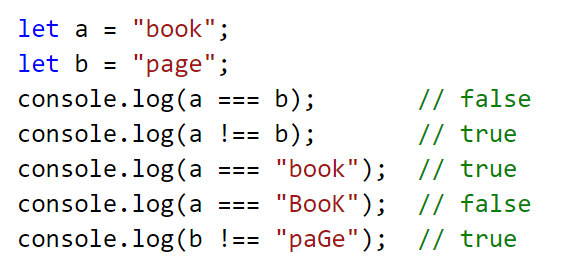 let a = "book";
let b = "page";
console.log(a === b);       // false
console.log(a !== b);       // true
console.log(a === "book");  // true
console.log(a === "BooK");  // false
console.log(b !== "paGe");  // true